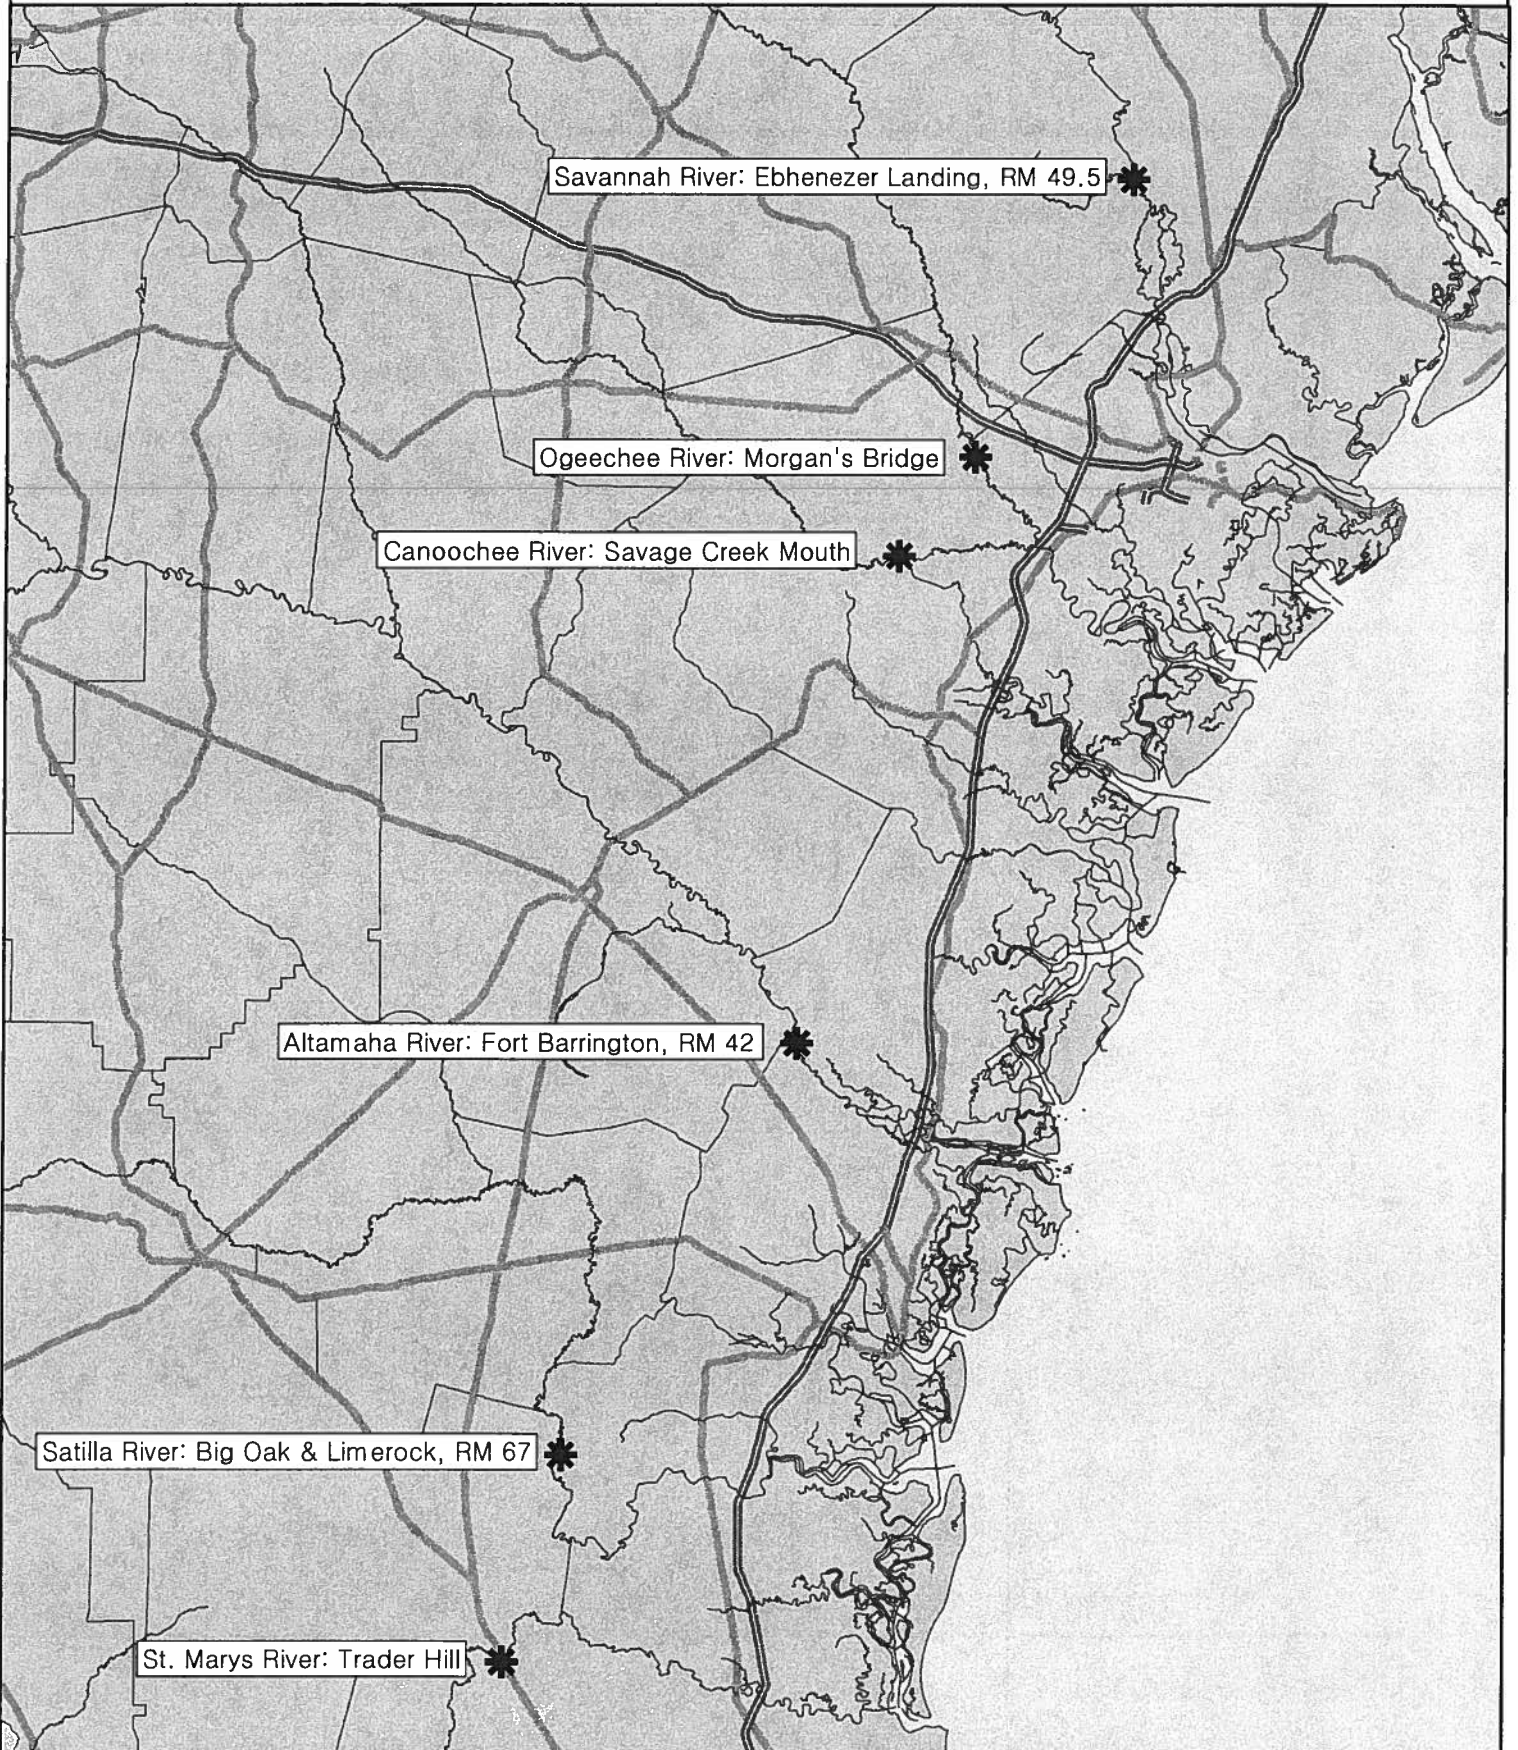 Savannah River: Ebhenezer Landing, RM 49.5
Ogeechee River: Morgan's Bridge
Canoochee River: Savage Creek Mouth
Altamaha River: Fort Barrington, RM 42
Satilla River: Big Oak & Limerock, RM 67
St. Marys River: Trader Hill